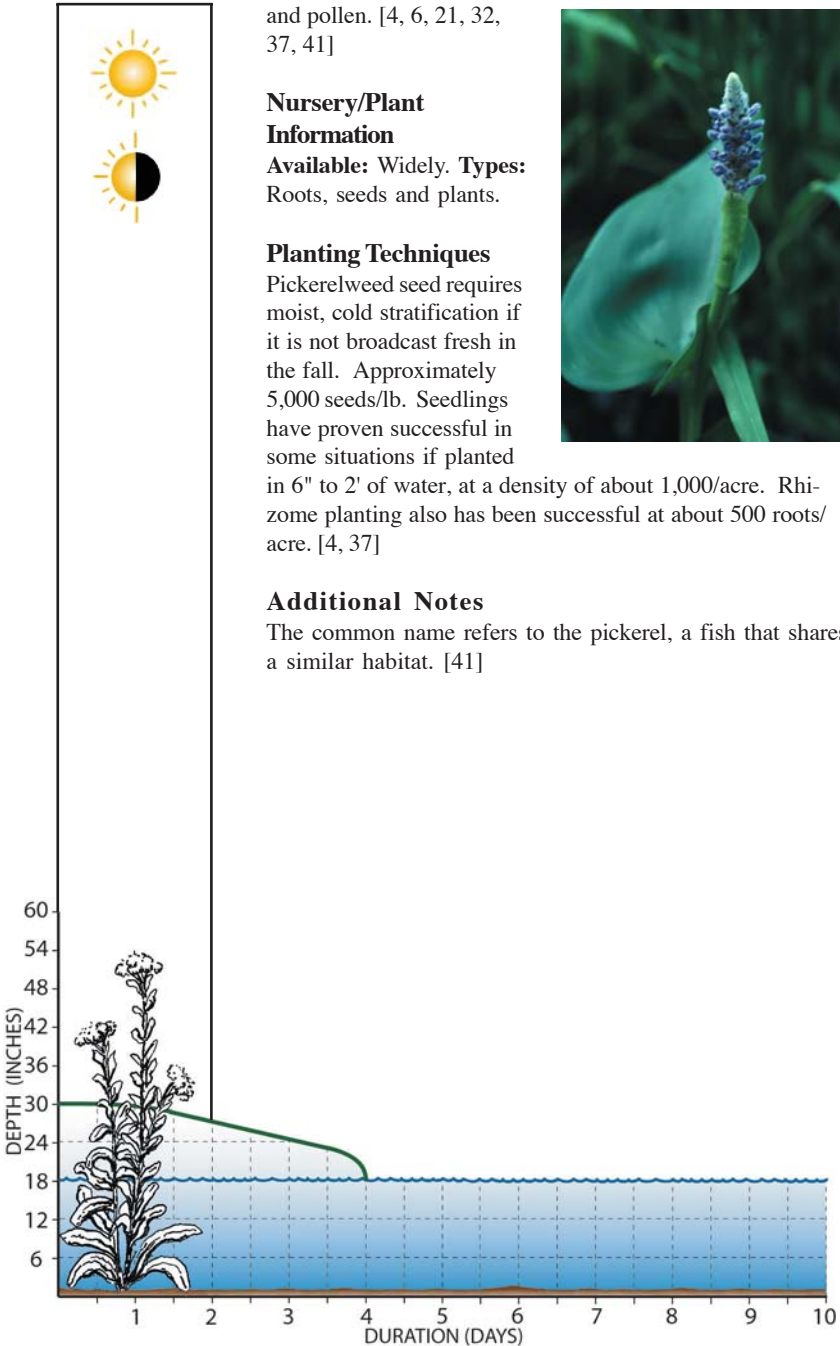 and pollen. [4, 6, 21, 32,
37, 41]
Nursery/Plant
Information
Available: Widely. Types:
Roots, seeds and plants.
Planting Techniques
Pickerelweed seed requires
moist, cold stratification if
it is not broadcast fresh in
the fall. Approximately
5,000 seeds/lb. Seedlings
have proven successful in
some situations if planted
in 6" to 2' of water, at a density of about 1,000/acre. Rhi-
zome planting also has been successful at about 500 roots/
acre. [4, 37]
Additional Notes
The common name refers to the pickerel, a fish that shares
a similar habitat. [41]
DEPTH (INCHES)
60
54
48
42
36
30
24
18
12
6
1 2 3 4 5 6 7 8 9 10
DURATION (DAYS)